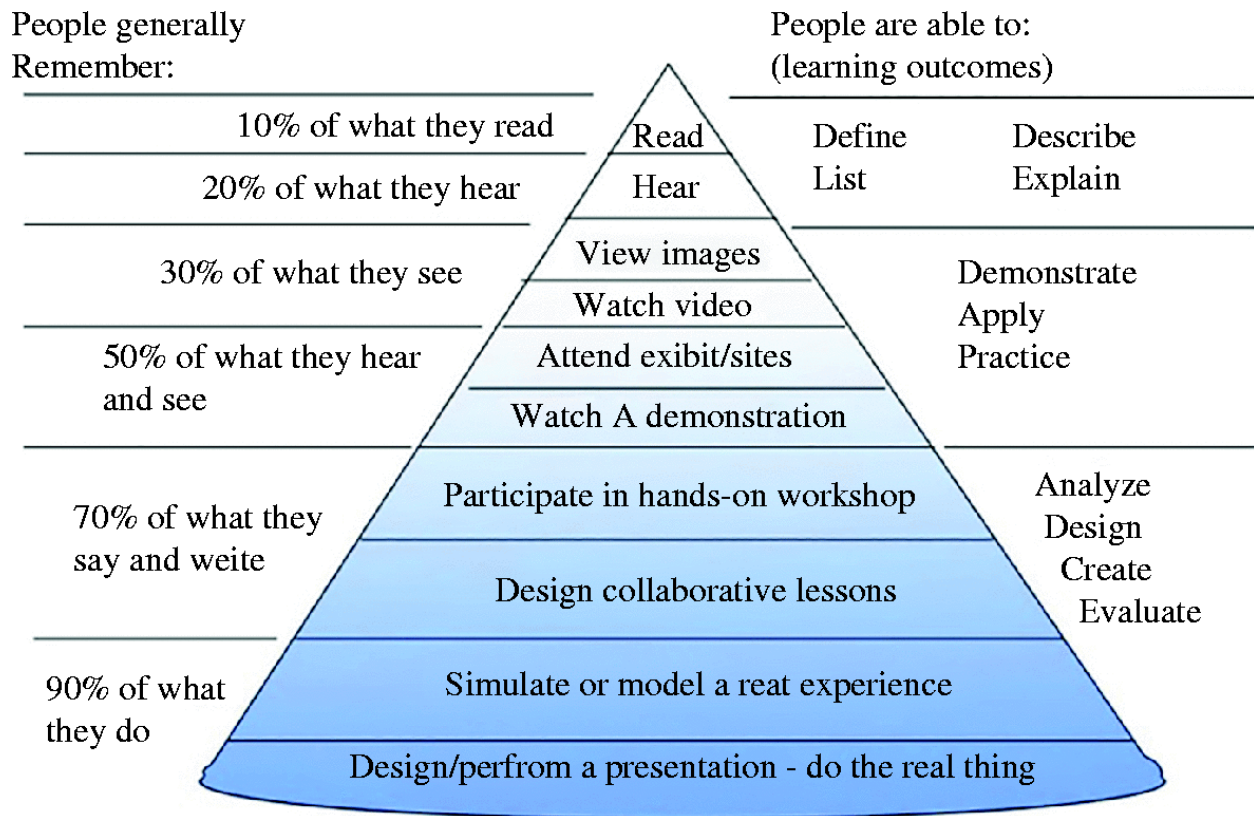 People generally
Remember:
People are able to:
(learning outcomes)
10% of what they read
Read
Define
Describe
List
Explain
20% of what they hear
Hear
30% of what they see
View images
Watch video
Demonstrate
Apply
Practice
50% of what they hear
and see
Attend exibit/sites
Watch A demonstration
70% of what they
say and weite
Participate in hands-on workshop
Design collaborative lessons
Analyze
Design
Create
Evaluate
90% of what
they do
Simulate or model a reat experience
Design/perfrom a presentation - do the real thing